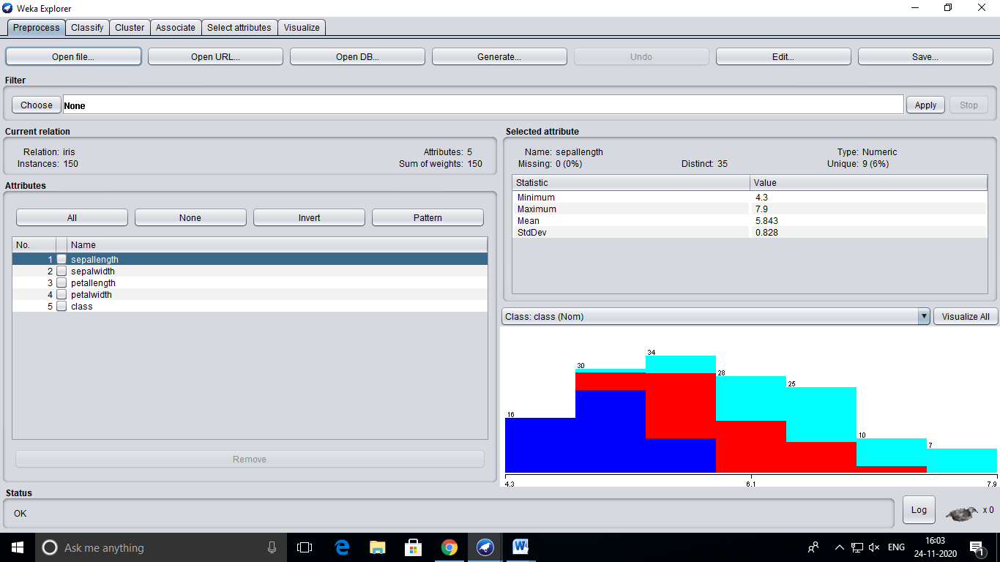 Weka Explorer
Preprocess Classify Cluster Associate Select attributes Visualize
Open file... Open URL... Open DB... Generate... Undo Edit... Save...
Filter
Choose None Apply Stop
Current relation
Relation: iris Attributes: 5
Instances: 150 Sum of weights: 150
Attributes
All None Invert Pattern
No. Name
1 sepallength
2 sepalwidth
3 petallength
4 petalwidth
5 class
Remove
Selected attribute
Name: sepallength Type: Numeric
Missing: 0 (0%) Distinct: 35 Unique: 9 (6%)
Statistic Value
Minimum 4.3
Maximum 7.9
Mean 5.843
StdDev 0.828
Class: class (Nom) Visualize All
16 30 34 28 25 10 7
4.3 6.1 7.9
Status
OK Log x 0
Ask me anything ENG 16:03
24-11-2020 1